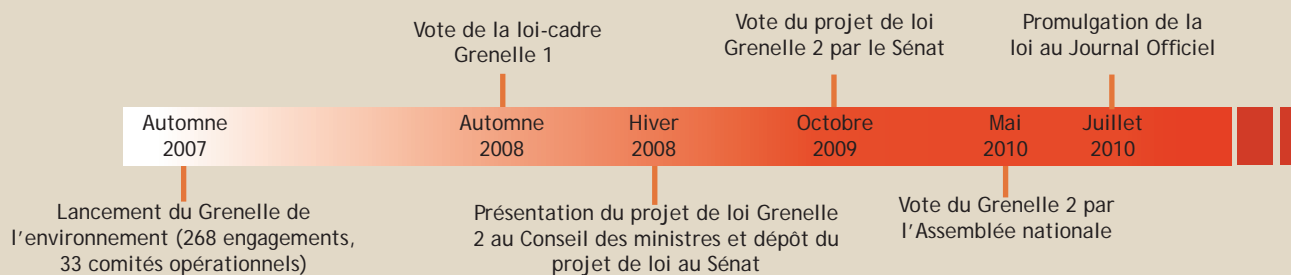 Vote de la loi-cadre
Grenelle 1
Vote du projet de loi
Grenelle 2 par le Sénat
Promulgation de la
loi au Journal Officiel
Automne
2007
Automne
2008
Hiver
2008
Octobre
2009
Mai
2010
Juillet
2010
Lancement du Grenelle de
l'environnement (268 engagements,
33 comités opérationnels)
Présentation du projet de loi Grenelle
2 au Conseil des ministres et dépôt du
projet de loi au Sénat
Vote du Grenelle 2 par
l'Assemblée nationale